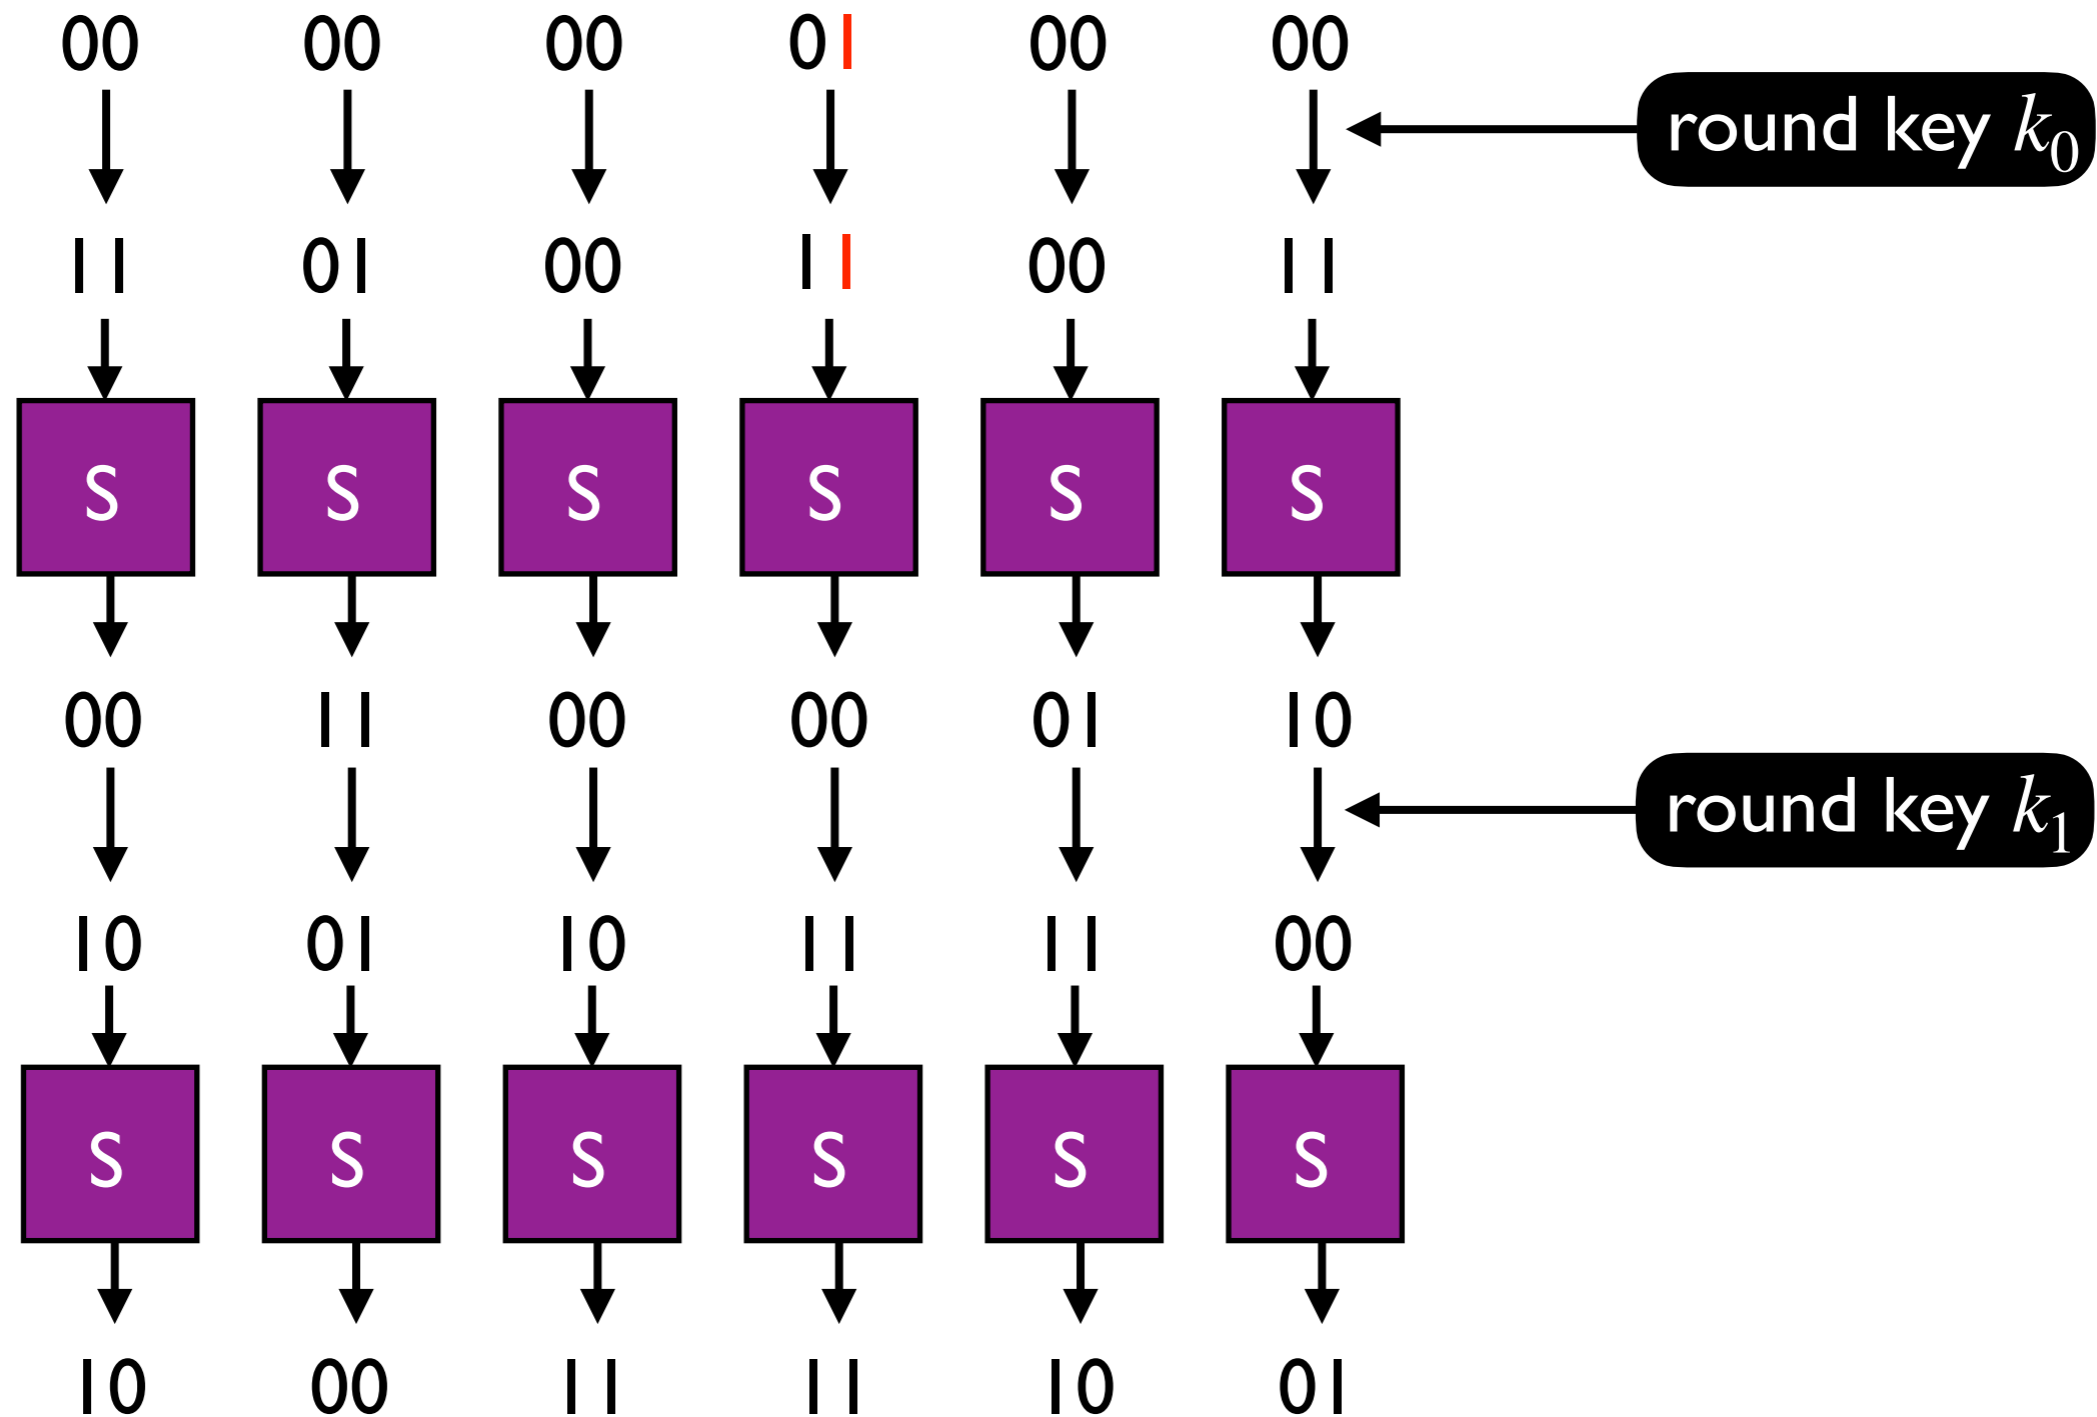 00 00 00 01 00 00
round key k₀
11 01 00 11 00 11
S S S S S S
00 11 00 00 01 10
round key k₁
10 01 10 11 11 00
S S S S S S
10 00 11 11 10 01